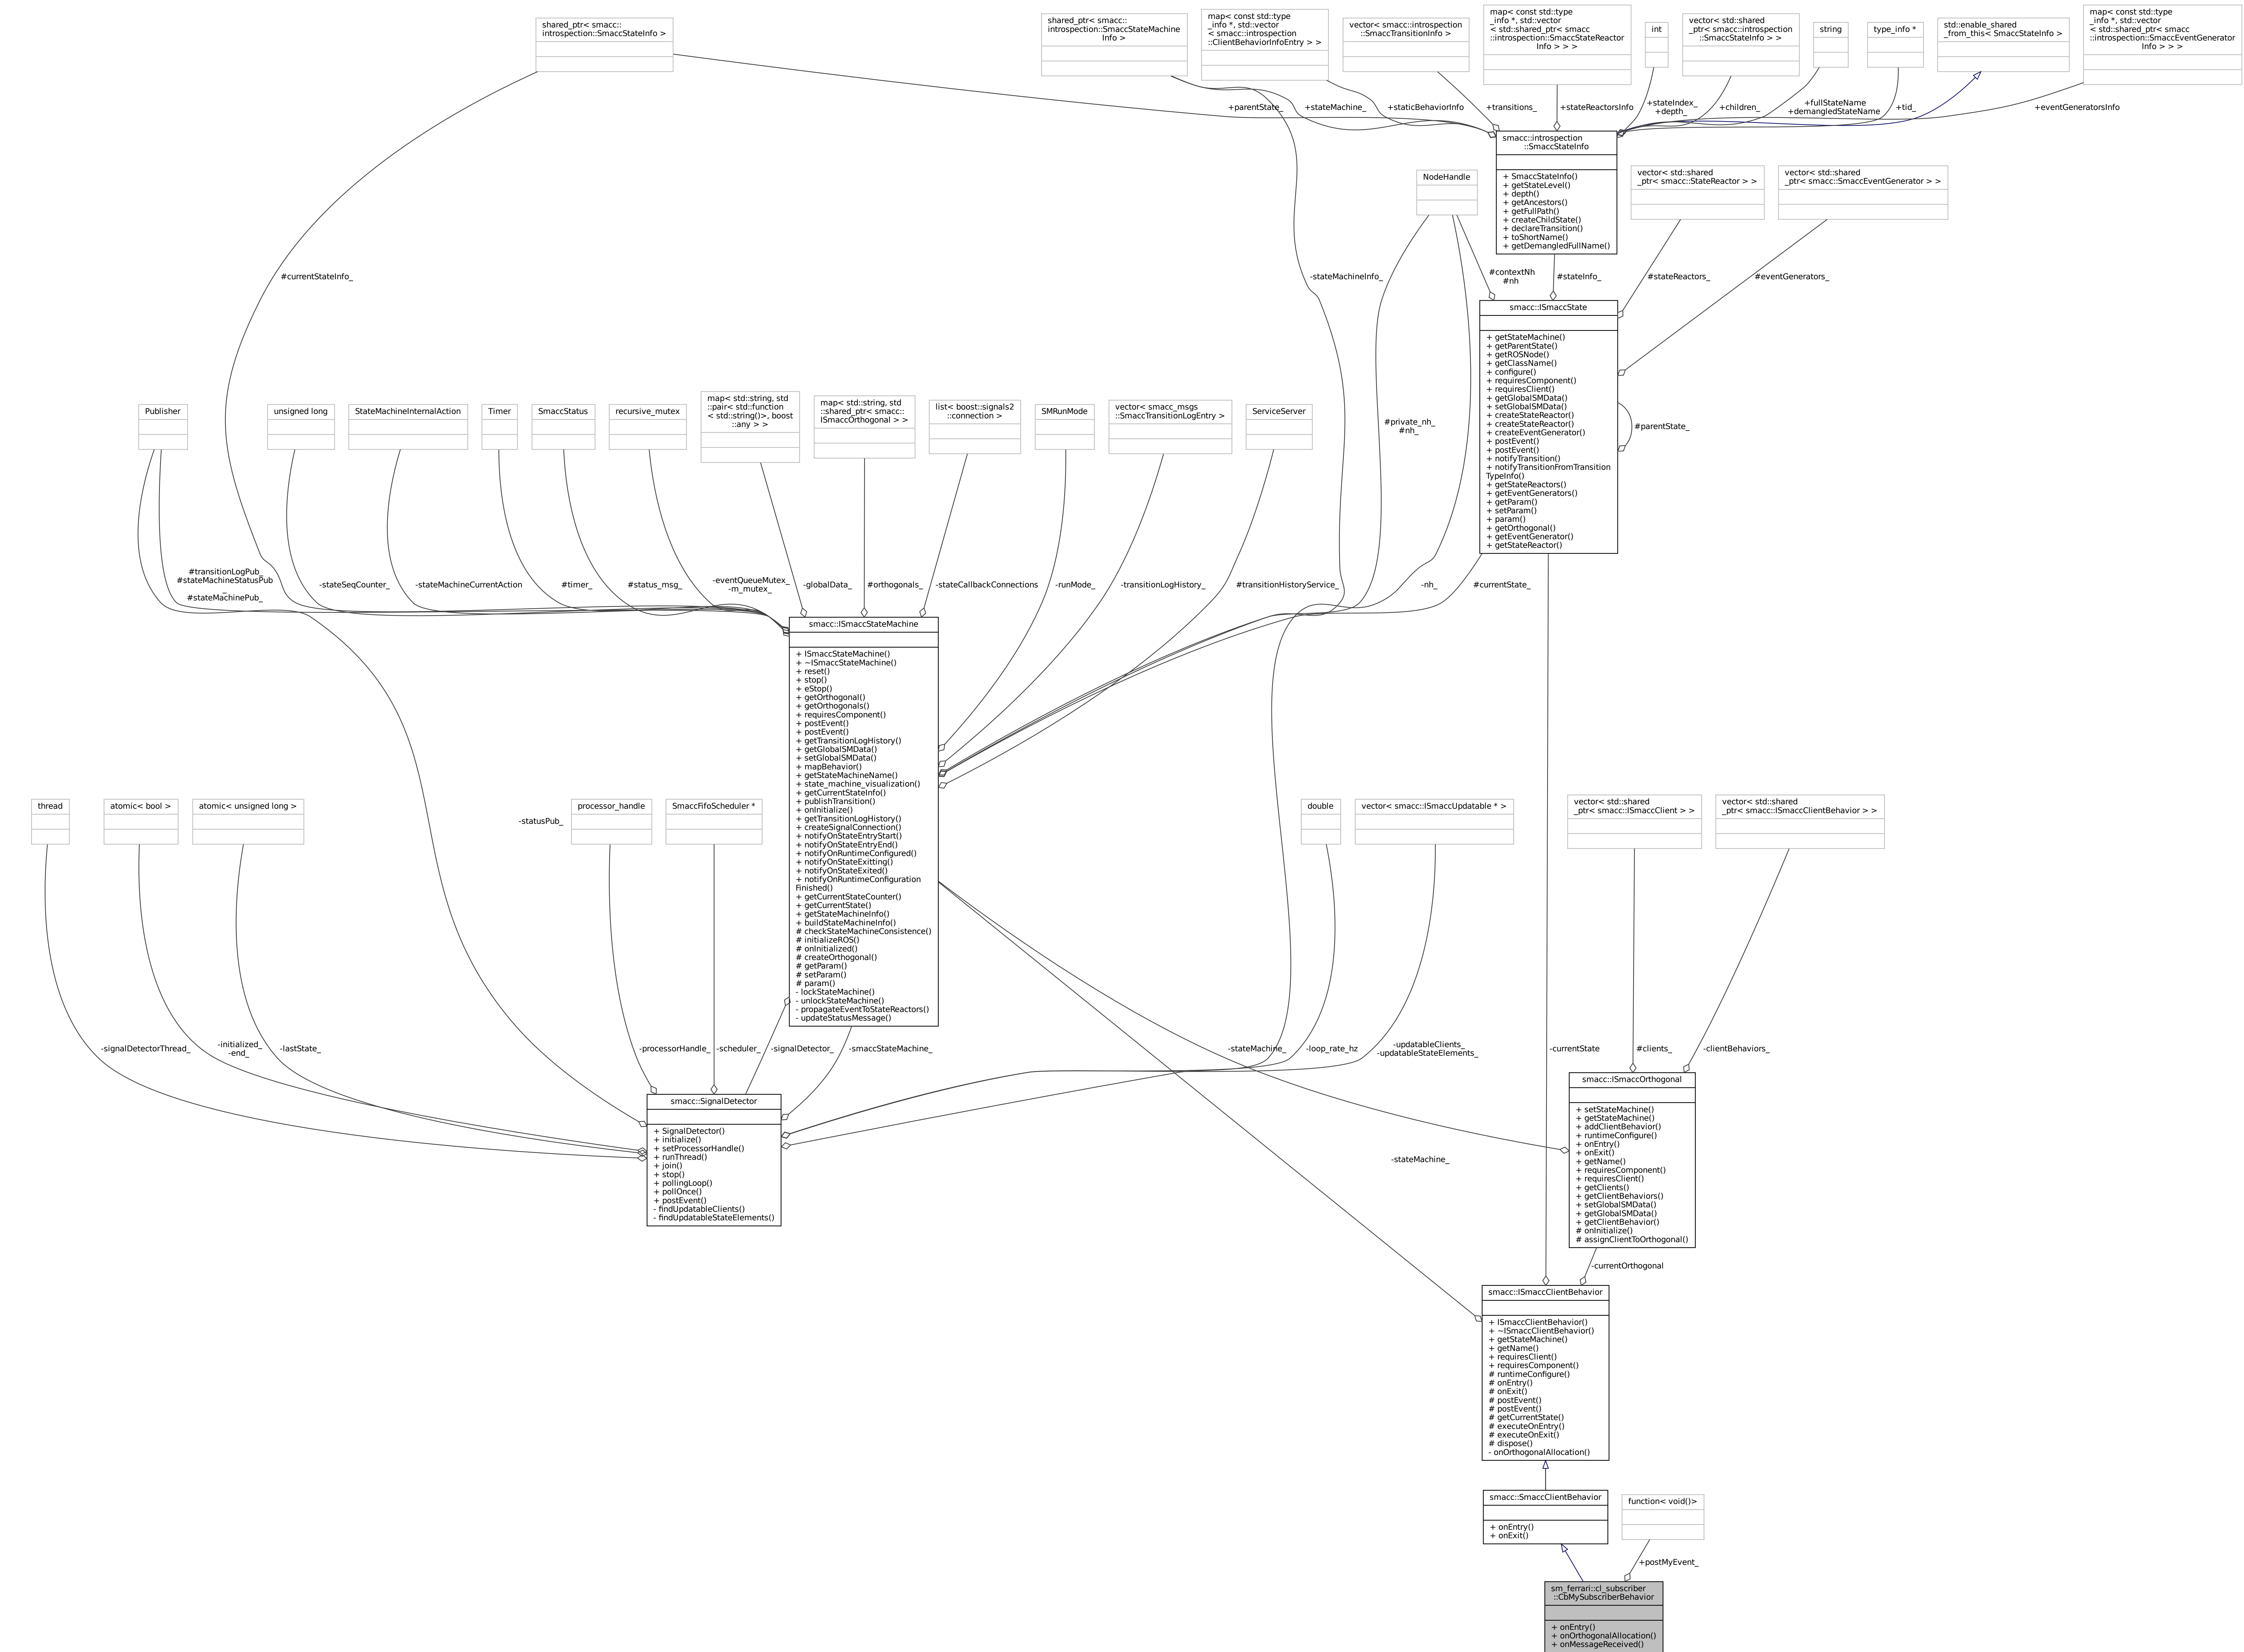 shared_ptr< smacc::
introspection::SmaccStateInfo >
shared_ptr< smacc::
introspection::SmaccStateMachine
Info >
map< const std::type
_info *, std::vector
< smacc::introspection
::ClientBehaviorInfoEntry > >
vector< smacc::introspection
::SmaccTransitionInfo >
map< const std::type
_info *, std::vector
< std::shared_ptr< smacc
::introspection::SmaccStateReactor
Info > > >
int
vector< std::shared
_ptr< smacc::introspection
::SmaccStateInfo > >
string
type_info *
std::enable_shared
_from_this< SmaccStateInfo >
map< const std::type
_info *, std::vector
< std::shared_ptr< smacc
::introspection::SmaccEventGenerator
Info > > >
+parentState_
+stateMachine_
+staticBehaviorInfo
+transitions_
+stateReactorsInfo
+stateIndex_
+depth_
+children_
+fullStateName
+demangledStateName
+tid_
+eventGeneratorsInfo
smacc::introspection
::SmaccStateInfo
+ SmaccStateInfo()
+ getStateLevel()
+ depth()
+ getAncestors()
+ getFullPath()
+ createChildState()
+ declareTransition()
+ toShortName()
+ getDemangledFullName()
NodeHandle
vector< std::shared
_ptr< smacc::StateReactor > >
vector< std::shared
_ptr< smacc::SmaccEventGenerator > >
#currentStateInfo_
-stateMachineInfo_
#contextNh
#nh
#stateInfo_
#stateReactors_
#eventGenerators_
smacc::ISmaccState
+ getStateMachine()
+ getParentState()
+ getROSNode()
+ getClassName()
+ configure()
+ requiresComponent()
+ requiresClient()
+ getGlobalSMData()
+ setGlobalSMData()
+ createStateReactor()
+ createStateReactor()
+ createEventGenerator()
+ postEvent()
+ postEvent()
+ notifyTransition()
+ notifyTransitionFromTransition
TypeInfo()
+ getStateReactors()
+ getEventGenerators()
+ getParam()
+ setParam()
+ param()
+ getOrthogonal()
+ getEventGenerator()
+ getStateReactor()
#parentState_
#private_nh_
#nh_
Publisher
unsigned long
StateMachineInternalAction
Timer
SmaccStatus
recursive_mutex
map< std::string, std
::pair< std::function
< std::string()>, boost
::any > >
map< std::string, std
::shared_ptr< smacc::
ISmaccOrthogonal > >
list< boost::signals2
::connection >
SMRunMode
vector< smacc_msgs
::SmaccTransitionLogEntry >
ServiceServer
#transitionLogPub_
#stateMachineStatusPub
_
#stateMachinePub_
-stateSeqCounter_
-stateMachineCurrentAction
#timer_
#status_msg_
-eventQueueMutex_
-m_mutex_
-globalData_
#orthogonals_
-stateCallbackConnections
-runMode_
-transitionLogHistory_
#transitionHistoryService_
-nh_
#currentState_
smacc::ISmaccStateMachine
+ ISmaccStateMachine()
+ ~ISmaccStateMachine()
+ reset()
+ stop()
+ eStop()
+ getOrthogonal()
+ getOrthogonals()
+ requiresComponent()
+ postEvent()
+ postEvent()
+ getTransitionLogHistory()
+ getGlobalSMData()
+ setGlobalSMData()
+ mapBehavior()
+ getStateMachineName()
+ state_machine_visualization()
+ getCurrentStateInfo()
+ publishTransition()
+ onInitialize()
+ getTransitionLogHistory()
+ createSignalConnection()
+ notifyOnStateEntryStart()
+ notifyOnStateEntryEnd()
+ notifyOnRuntimeConfigured()
+ notifyOnStateExitting()
+ notifyOnStateExited()
+ notifyOnRuntimeConfiguration
Finished()
+ getCurrentStateCounter()
+ getCurrentState()
+ getStateMachineInfo()
+ buildStateMachineInfo()
# checkStateMachineConsistence()
# initializeROS()
# onInitialized()
# createOrthogonal()
# getParam()
# setParam()
# param()
- lockStateMachine()
- unlockStateMachine()
- propagateEventToStateReactors()
- updateStatusMessage()
thread
atomic< bool >
atomic< unsigned long >
-statusPub_
processor_handle
SmaccFifoScheduler *
double
vector< smacc::ISmaccUpdatable * >
vector< std::shared
_ptr< smacc::ISmaccClient > >
vector< std::shared
_ptr< smacc::ISmaccClientBehavior > >
-signalDetectorThread_
-initialized_
-end_
-lastState_
-processorHandle_
-scheduler_
-signalDetector_
-smaccStateMachine_
-stateMachine_
-loop_rate_hz
-updatableClients_
-updatableStateElements_
-currentState
#clients_
-clientBehaviors_
smacc::SignalDetector
+ SignalDetector()
+ initialize()
+ setProcessorHandle()
+ runThread()
+ join()
+ stop()
+ pollingLoop()
+ pollOnce()
+ postEvent()
- findUpdatableClients()
- findUpdatableStateElements()
smacc::ISmaccOrthogonal
+ setStateMachine()
+ getStateMachine()
+ addClientBehavior()
+ runtimeConfigure()
+ onEntry()
+ onExit()
+ getName()
+ requiresComponent()
+ requiresClient()
+ getClients()
+ getClientBehaviors()
+ setGlobalSMData()
+ getGlobalSMData()
+ getClientBehavior()
# onInitialize()
# assignClientToOrthogonal()
-stateMachine_
-currentOrthogonal
smacc::ISmaccClientBehavior
+ ISmaccClientBehavior()
+ ~ISmaccClientBehavior()
+ getStateMachine()
+ getName()
+ requiresClient()
+ requiresComponent()
# runtimeConfigure()
# onEntry()
# onExit()
# postEvent()
# postEvent()
# getCurrentState()
# executeOnEntry()
# executeOnExit()
# dispose()
- onOrthogonalAllocation()
smacc::SmaccClientBehavior
+ onEntry()
+ onExit()
function< void()>
+postMyEvent_
sm_ferrari::cl_subscriber
::CbMySubscriberBehavior
+ onEntry()
+ onOrthogonalAllocation()
+ onMessageReceived()